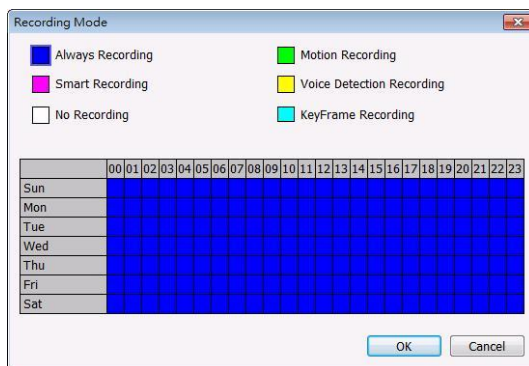 Recording Mode
Always Recording
Motion Recording
Smart Recording
Voice Detection Recording
No Recording
KeyFrame Recording
00 01 02 03 04 05 06 07 08 09 10 11 12 13 14 15 16 17 18 19 20 21 22 23
Sun
Mon
Tue
Wed
Thu
Fri
Sat
OK
Cancel